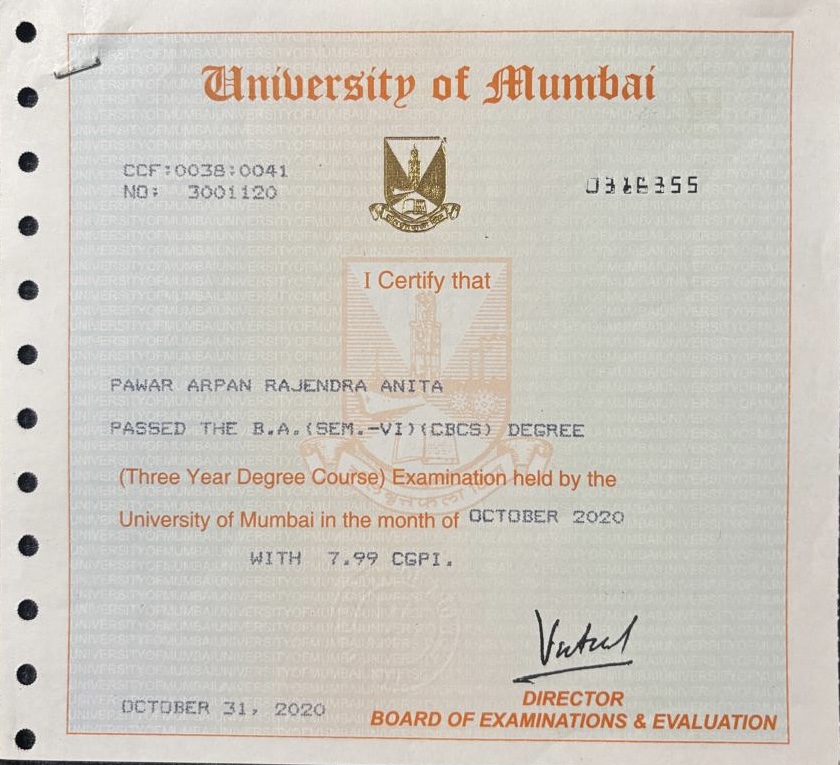 University of Mumbai
CCF:0038:0041
NO: 3001120
I Certify that
PAWAR ARPAN RAJENDRA ANITA
PASSED THE B.A.(SEM.-VI)(CBCS) DEGREE
(Three Year Degree Course) Examination held by the
University of Mumbai in the month of OCTOBER 2020
WITH 7.99 CGPI.
OCTOBER 31, 2020
DIRECTOR
BOARD OF EXAMINATIONS & EVALUATION